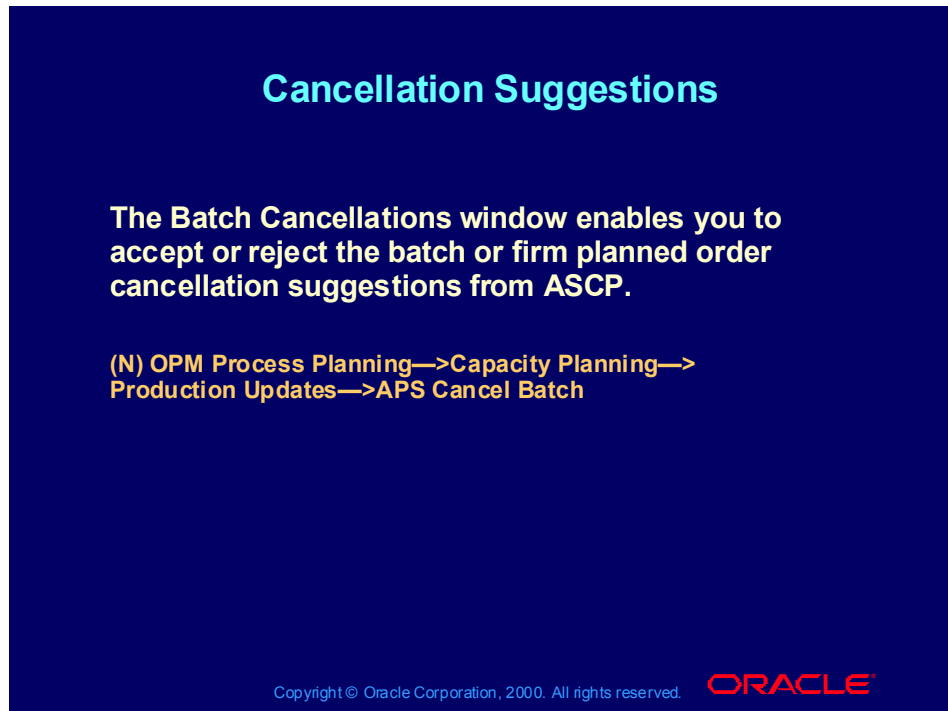 Cancellation Suggestions
The Batch Cancellations window enables you to
accept or reject the batch or firm planned order
cancellation suggestions from ASCP.
(N) OPM Process Planning—>Capacity Planning—>
Production Updates—>APS Cancel Batch
Copyright © Oracle Corporation, 2000. All rights reserved.
ORACLE®